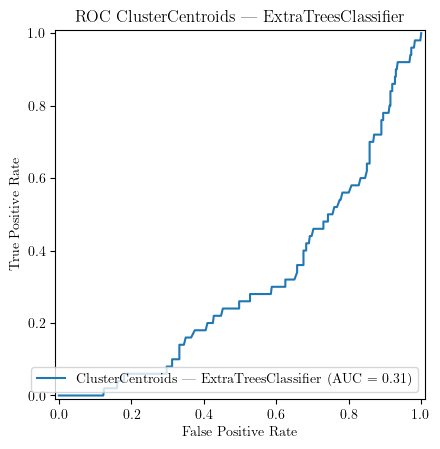 ROC ClusterCentroids — ExtraTreesClassifier
1.0
0.8
0.6
0.4
0.2
0.0
True Positive Rate
ClusterCentroids — ExtraTreesClassifier (AUC = 0.31)
0.0 0.2 0.4 0.6 0.8 1.0
False Positive Rate